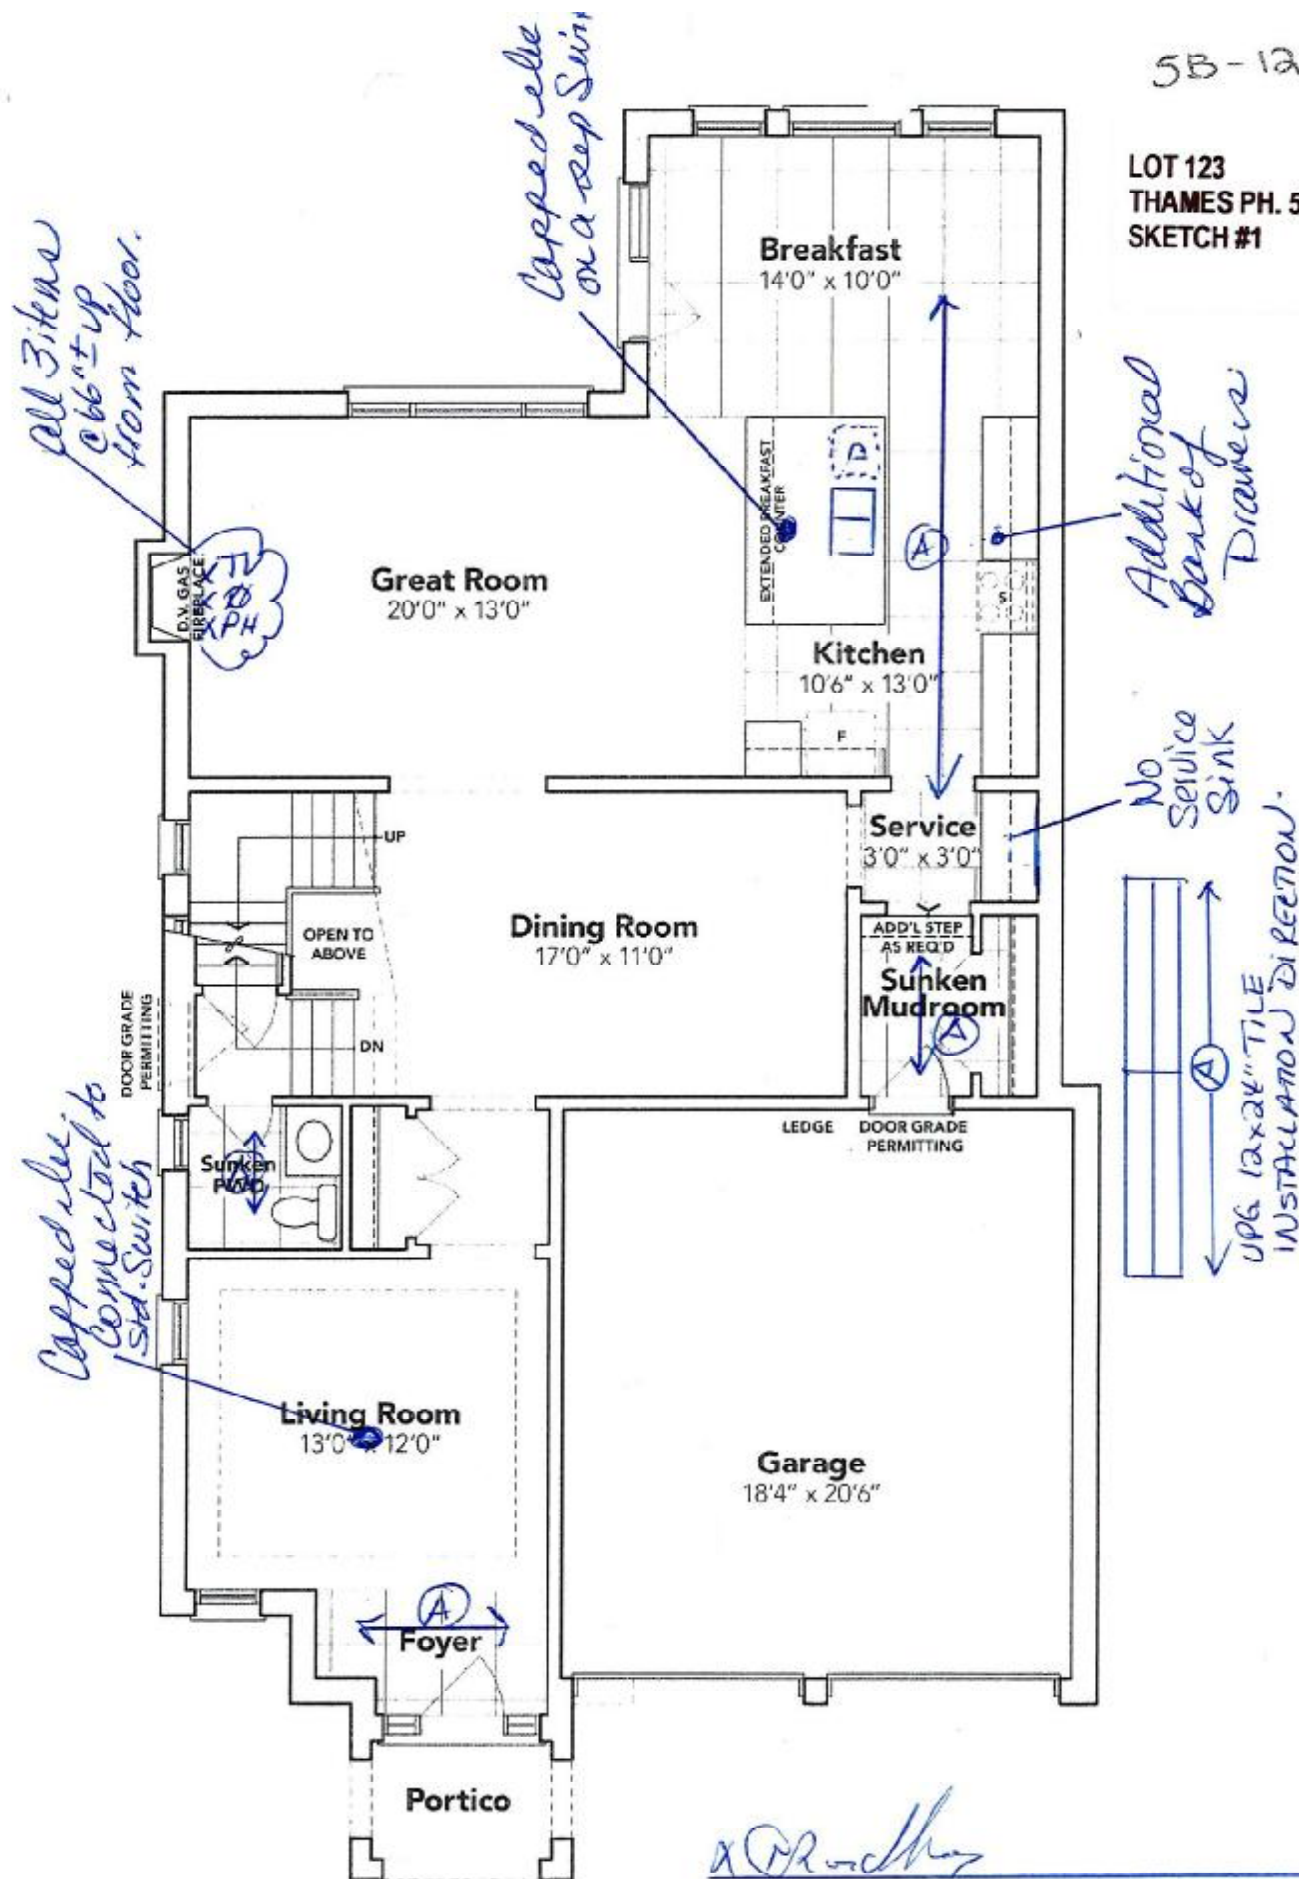 5B-12
LOT 123
THAMES PH. 5
SKETCH #1
Capped elec
on a sep Swit
All 3 items
@ 66"± up
from floor.
Breakfast
14'0" x 10'0"
Additional
Bank of
Drawers
EXTENDED BREAKFAST
COUNTER
D
A
S
D.V. GAS
FIREPLACE
x TV
x
x PH
Great Room
20'0" x 13'0"
Kitchen
10'6" x 13'0"
F
No
Service
Sink
Service
3'0" x 3'0"
UP
OPEN TO
ABOVE
DN
Dining Room
17'0" x 11'0"
ADD'L STEP
AS REQ'D
Sunken
Mudroom
A
DOOR GRADE
PERMITTING
LEDGE
DOOR GRADE
PERMITTING
A
UPG. 12x24" TILE
INSTALLATION DIRECTION.
Sunken
PWD
A
Capped elec.
connected to
Std. Switch
Living Room
13'0" x 12'0"
Garage
18'4" x 20'6"
A
Foyer
Portico
x